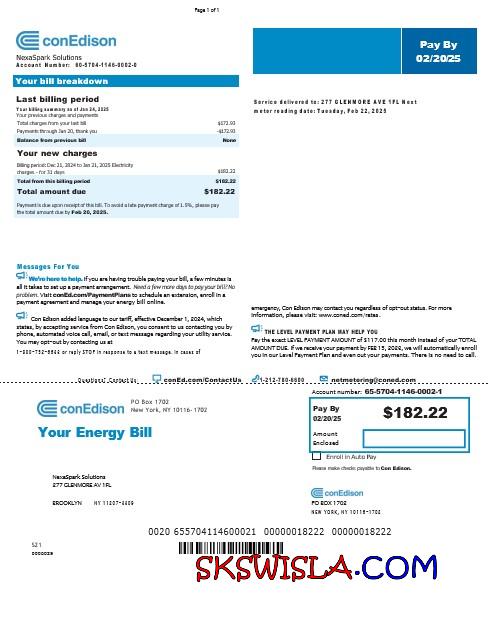 Page 1 of 1
conEdison
Pay By
02/20/25
NexaSpark Solutions
Account Number: 60-5704-1146-0002-0
Your bill breakdown
Last billing period
Your billing summary as of Jan 24, 2025
Your previous charges and payments
Total charges from your last bill $172.93
Payments through Jan 20, thank you -$172.93
Balance from previous bill None
Service delivered to: 277 GLENMORE AVE 1FL Next
meter reading date: Tuesday, Feb 22, 2025
Your new charges
Billing period: Dec 21, 2024 to Jan 21, 2025 Electricity
charges - for 31 days $182.22
Total from this billing period $182.22
Total amount due $182.22
Payment is due upon receipt of this bill. To avoid a late payment charge of 1.5%, please pay
the total amount due by Feb 20, 2025.
Messages For You
We're here to help. If you are having trouble paying your bill, a few minutes is
all it takes to set up a payment arrangement. Need a few more days to pay your bill? No
problem. Visit conEd.com/PaymentPlans to schedule an extension, enroll in a
payment agreement and manage your energy bill online.
Con Edison added language to our tariff, effective December 1, 2024, which
states, by accepting service from Con Edison, you consent to us contacting you by
phone, automated voice call, email, or text message regarding your utility service.
You may opt-out by contacting us at
or reply STOP in response to a text message. In cases of
emergency, Con Edison may contact you regardless of opt-out status. For more
information, please visit: www.coned.com/rates.
THE LEVEL PAYMENT PLAN MAY HELP YOU
Pay the exact LEVEL PAYMENT AMOUNT of $117.00 this month instead of your TOTAL
AMOUNT DUE. If we receive your payment by FEB 15, 2025, we will automatically enroll
you in our Level Payment Plan and even out your payments. There is no need to call.
Questions? Contact Us conEd.com/ContactUs 1-212-780-6600 netmetering@coned.com
conEdison
PO Box 1702
New York, NY 10116-1702
Your Energy Bill
Account number: 65-5704-1146-0002-1
Pay By
02/20/25
$182.22
Amount
Enclosed
Enroll in Auto Pay
Please make checks payable to Con Edison.
NexaSpark Solutions
277 GLENMORE AV 1FL
BROOKLYN NY 11207-3309
conEdison
PO BOX 1702
NEW YORK, NY 10116-1702
0020 655704114600021 00000018222 00000018222
521
0000029
SKSWISLA.COM